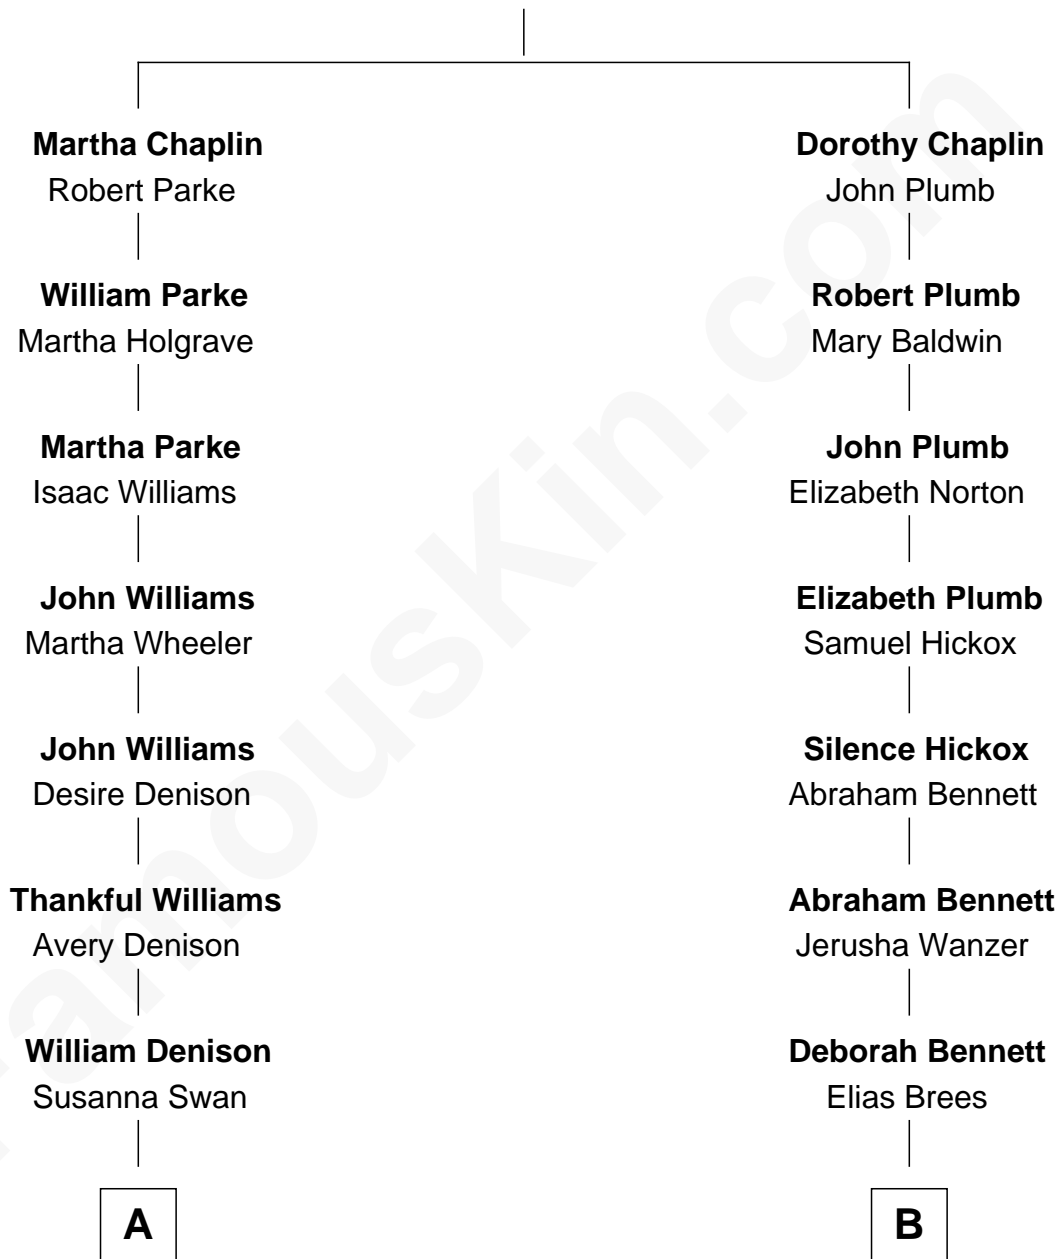 Martha Chaplin
Robert Parke
William Parke
Martha Holgrave
Martha Parke
Isaac Williams
John Williams
Martha Wheeler
John Williams
Desire Denison
Thankful Williams
Avery Denison
William Denison
Susanna Swan
A
Dorothy Chaplin
John Plumb
Robert Plumb
Mary Baldwin
John Plumb
Elizabeth Norton
Elizabeth Plumb
Samuel Hickox
Silence Hickox
Abraham Bennett
Abraham Bennett
Jerusha Wanzer
Deborah Bennett
Elias Brees
B
FamousKin.com